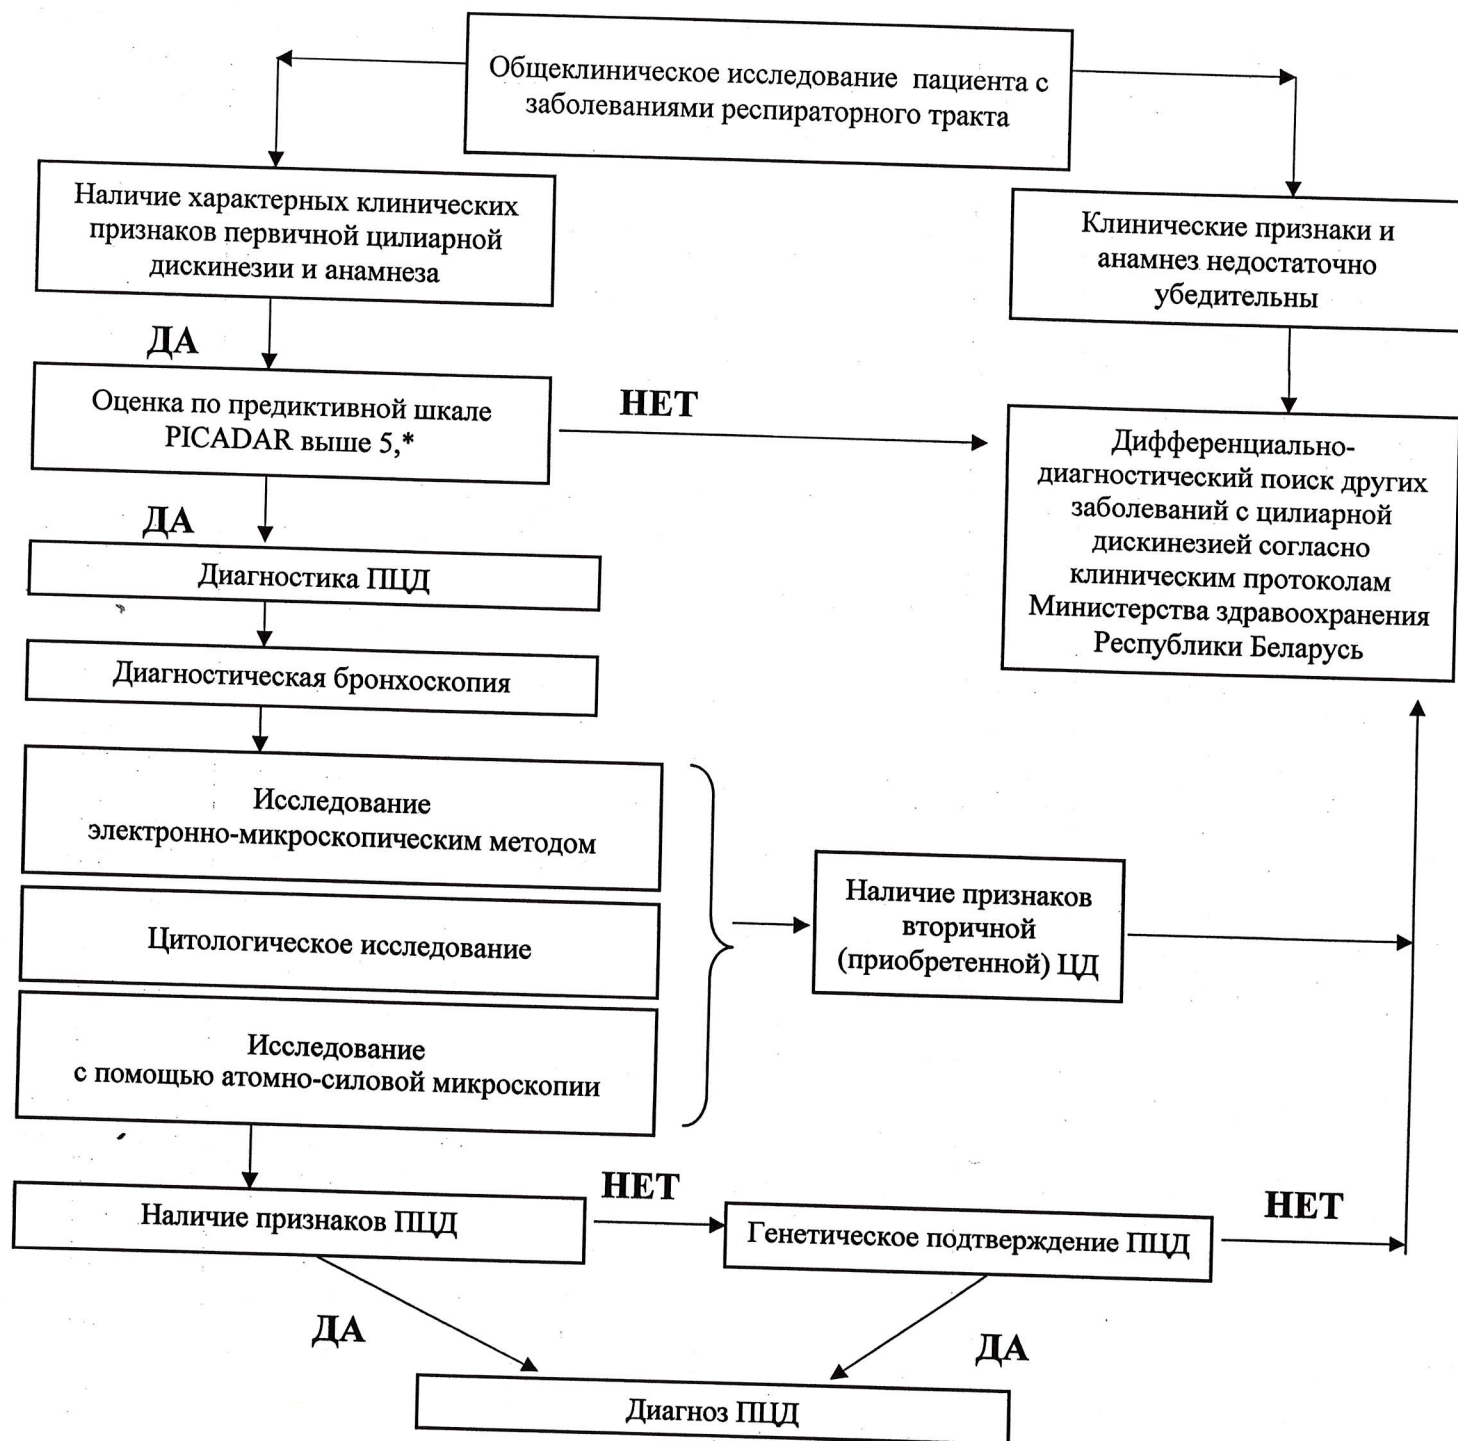 Общеклиническое исследование пациента с
заболеваниями респираторного тракта
Наличие характерных клинических
признаков первичной цилиарной
дискинезии и анамнеза
Клинические признаки и
анамнез недостаточно
убедительны
ДА
Оценка по предиктивной шкале
PICADAR выше 5,*
НЕТ
Дифференциально-
диагностический поиск других
заболеваний с цилиарной
дискинезией согласно
клиническим протоколам
Министерства здравоохранения
Республики Беларусь
ДА
Диагностика ПЦД
Диагностическая бронхоскопия
Исследование
электронно-микроскопическим методом
Цитологическое исследование
Исследование
с помощью атомно-силовой микроскопии
Наличие признаков
вторичной
(приобретенной) ЦД
Наличие признаков ПЦД
НЕТ
Генетическое подтверждение ПЦД
НЕТ
ДА
ДА
Диагноз ПЦД